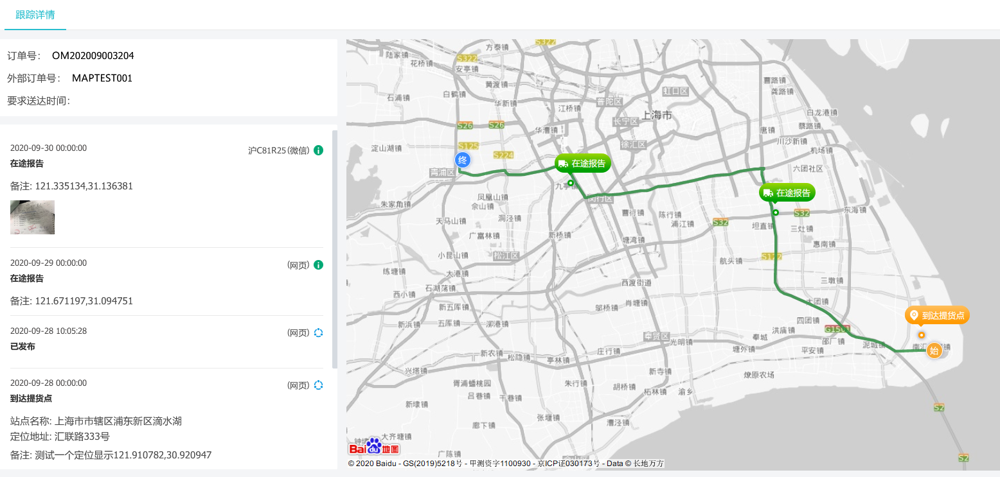 跟踪详情
订单号： OM202009003204
外部订单号： MAPTEST001
要求送达时间：
2020-09-30 00:00:00 沪C81R25(微信)
在途报告
备注: 121.335134,31.136381
2020-09-29 00:00:00 (网页)
在途报告
备注: 121.671197,31.094751
2020-09-28 10:05:28 (网页)
已发布
2020-09-28 00:00:00 (网页)
到达提货点
站点名称: 上海市市辖区浦东新区滴水湖
定位地址: 汇联路333号
备注: 测试一个定位显示121.910782,30.920947
S322
方泰镇
陆家镇
S322
花桥镇
安亭镇
曹路镇
黄渡镇
龚路镇
虹口区
白鹤镇
石浦镇
华新镇
普陀区
江桥镇
白龙港镇
上海市
长宁区
S26
S26
蔡路镇
华漕镇
唐镇
川沙新镇
S125
徐汇区
淀山湖镇
机场镇
S224
终
在途报告
青浦区
六团社区
九亭镇
在途报告
凤凰山镇
闵行区
朱家角镇
佘山镇
东海镇
曹行镇
S32
陈行镇
洞泾镇
天马山镇
S32
浦江镇
坦直镇
三灶镇
广富林镇
新桥镇
塘湾镇
惠南镇
小昆山镇
松江区
S122
航头镇
练塘镇
大港镇
三墩镇
西渡街道
石湖荡镇
西小镇
大团镇
肖塘镇
新五厍镇
邬桥镇
到达提货点
四团镇
新浜镇
五厍镇
泖港镇
G1501
洪庙镇
奉贤区
奉城
光明镇
邵厂镇
泥城镇
始
塘外镇
平安镇
庄行镇
新农镇
松隐镇
亭林镇
新寺镇
兴塔镇
燎原农场
胥浦蟠桃园
朱行镇
胡桥镇
柘林镇
渝乡
吕巷镇
干巷镇
新埭镇
S2
张堰镇
漕泾镇
廊下镇
大齐塘镇
Bai du 地图
广陈镇
S2
© 2020 Baidu - GS(2019)5218号 - 甲测资字1100930 - 京ICP证030173号 - Data © 长地万方